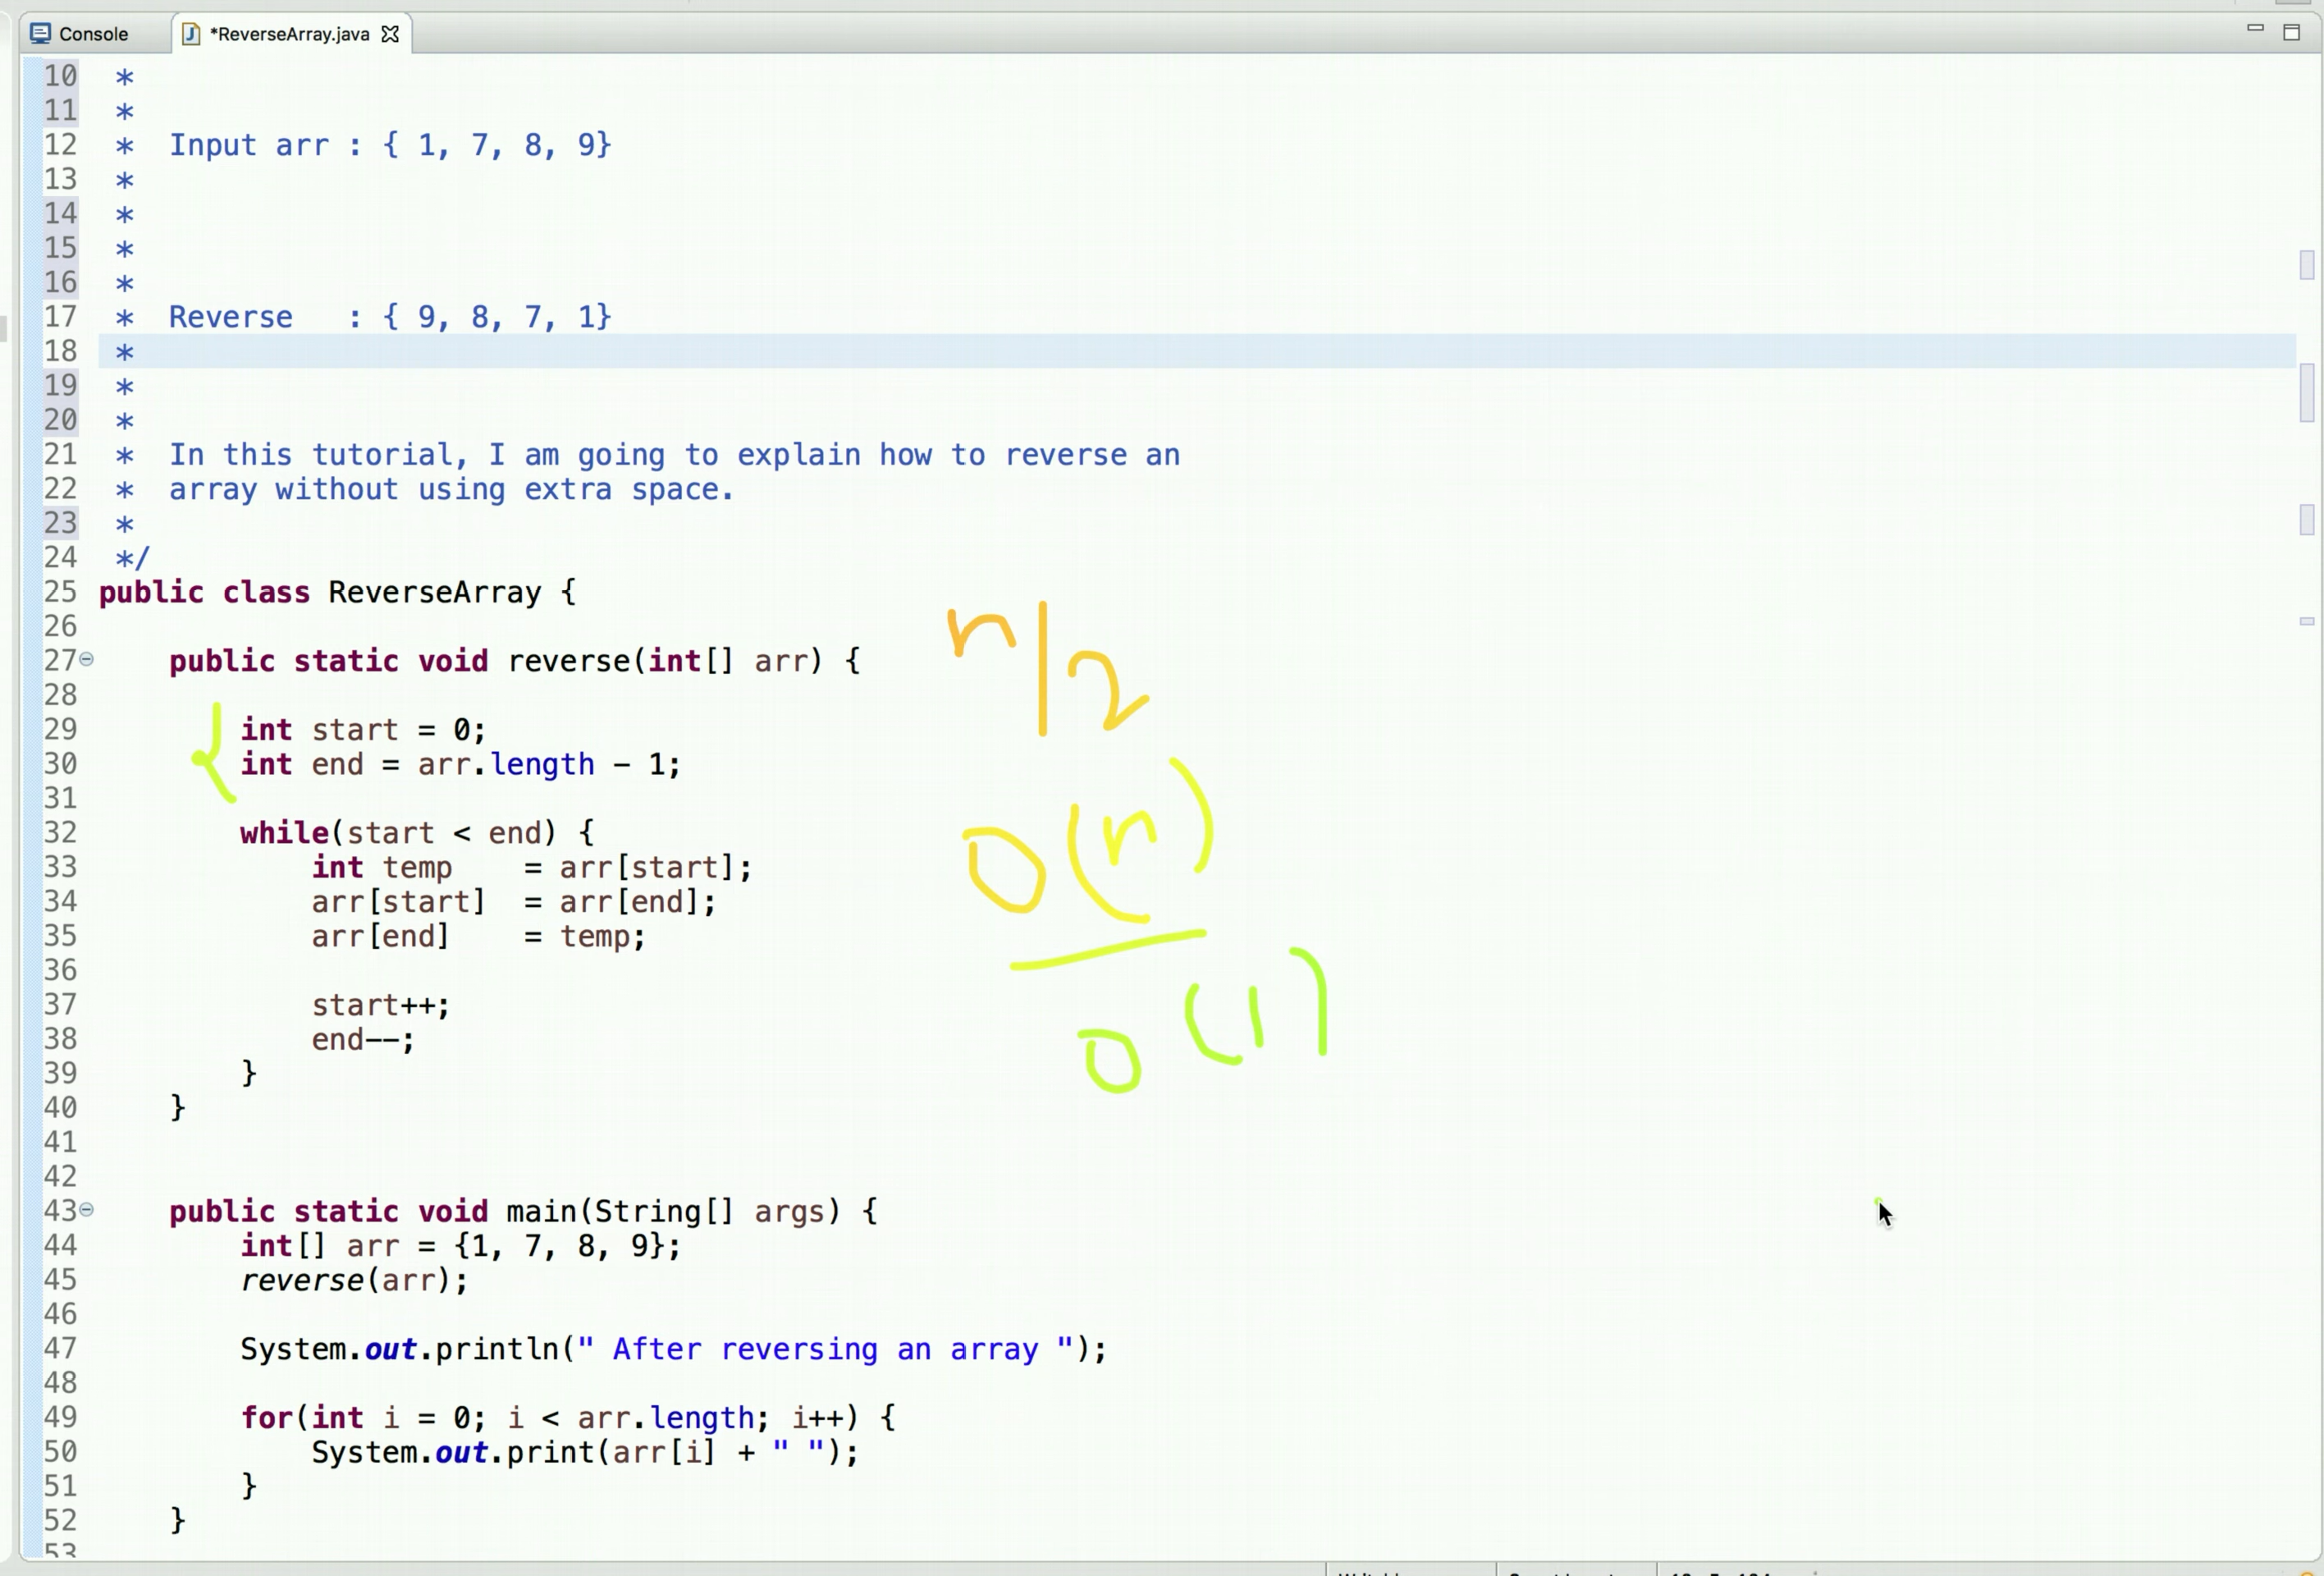 Console
*ReverseArray.java
10 *
11 *
12 * Input arr : { 1, 7, 8, 9}
13 *
14 *
15 *
16 *
17 * Reverse   : { 9, 8, 7, 1}
18 *
19 *
20 *
21 * In this tutorial, I am going to explain how to reverse an
22 * array without using extra space.
23 *
24 */
25 public class ReverseArray {
26
27     public static void reverse(int[] arr) {
28
29         int start = 0;
30         int end = arr.length - 1;
31
32         while(start < end) {
33             int temp    = arr[start];
34             arr[start]  = arr[end];
35             arr[end]    = temp;
36
37             start++;
38             end--;
39         }
40     }
41
42
43     public static void main(String[] args) {
44         int[] arr = {1, 7, 8, 9};
45         reverse(arr);
46
47         System.out.println(" After reversing an array ");
48
49         for(int i = 0; i < arr.length; i++) {
50             System.out.print(arr[i] + " ");
51         }
52     }
53
n/2
O(n)
O(1)